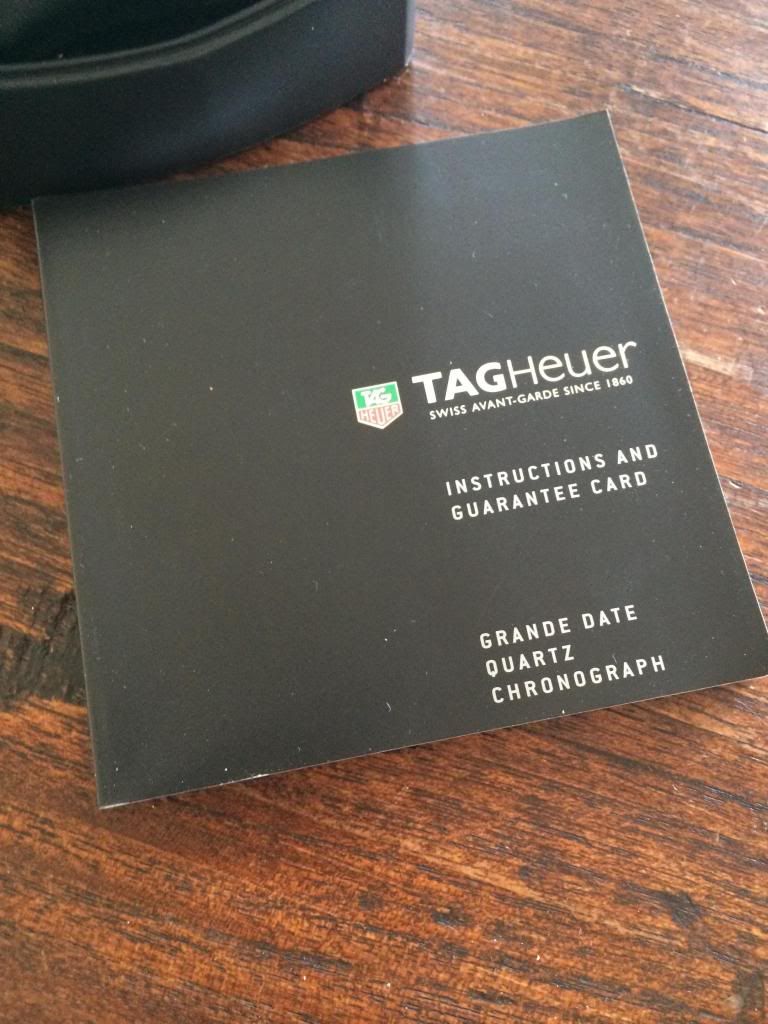 TAG
HEUER
TAGHeuer
SWISS AVANT-GARDE SINCE 1860
INSTRUCTIONS AND
GUARANTEE CARD
GRANDE DATE
QUARTZ
CHRONOGRAPH